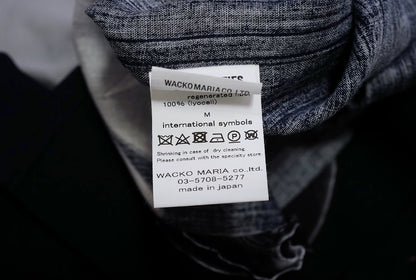 WACKO MARIA CO.,LTD.
regenerated
100% (lyocell)
M
international symbols
Shrinking in case of dry cleaning
Please consult with the specialty store.
WACKO MARIA co.ltd.
03-5708-5277
made in japan